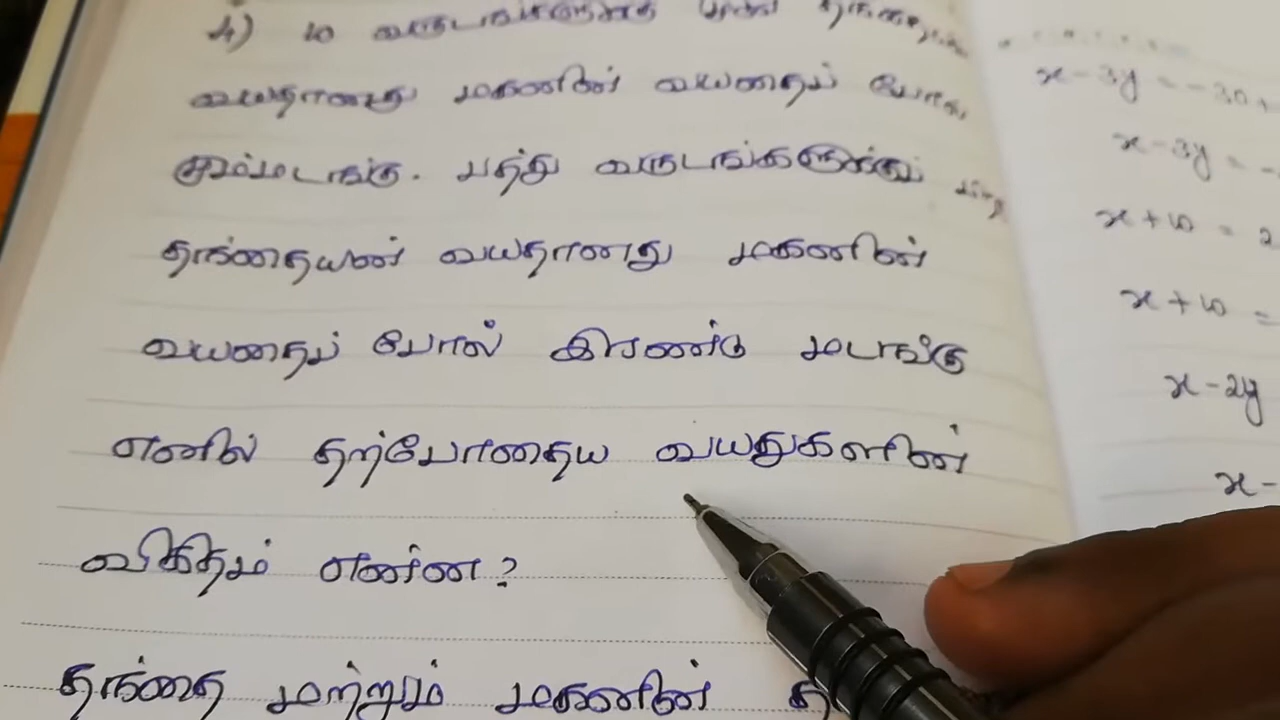 4) 10 வருடங்களுக்கு முன்
வயதானது மகனின் வயதைப் போல
மும்மடங்கு. பத்து வருடங்களுக்குப்
தந்தையின் வயதானது மகனின்
வயதைப் போல் இரண்டு மடங்கு
எனில் தற்போதைய வயதுகளின்
விகிதம் என்ன?
தந்தை மற்றும் மகனின்
x - 3y = -30+
x - 3y = -
x + 10 = 2
x + 10 =
x - 2y
x -